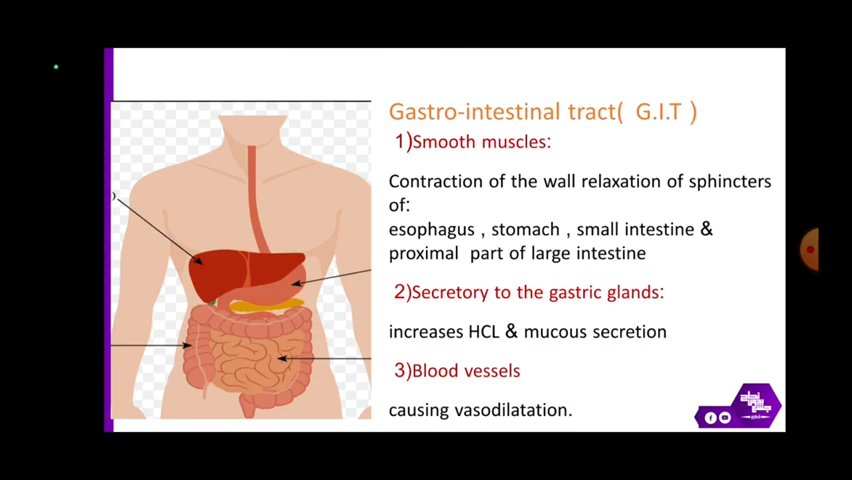 Gastro-intestinal tract( G.I.T )
1)Smooth muscles:
Contraction of the wall relaxation of sphincters
of:
esophagus , stomach , small intestine &
proximal part of large intestine
2)Secretory to the gastric glands:
increases HCL & mucous secretion
3)Blood vessels
causing vasodilatation.